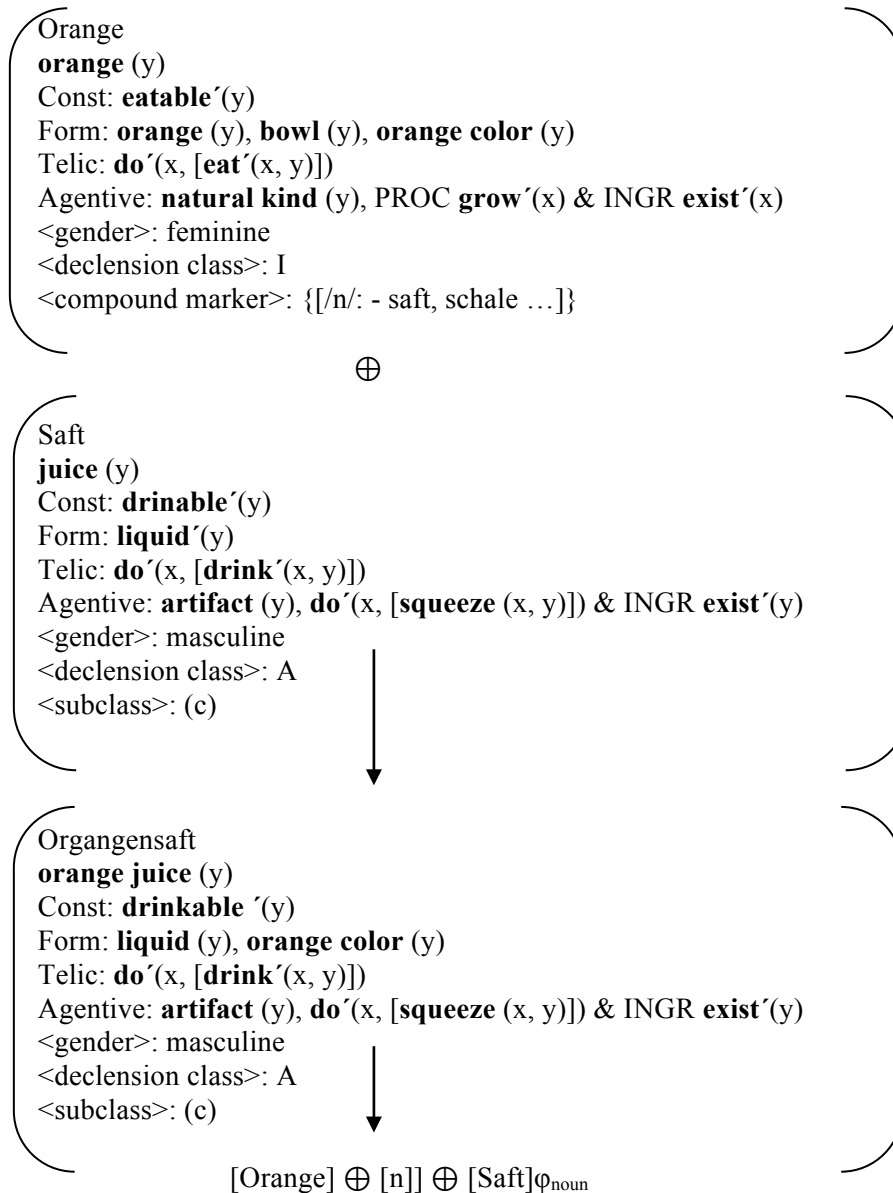 Orange
orange (y)
Const: eatable´(y)
Form: orange (y), bowl (y), orange color (y)
Telic: do´(x, [eat´(x, y)])
Agentive: natural kind (y), PROC grow´(x) & INGR exist´(x)
<gender>: feminine
<declension class>: I
<compound marker>: {[/n/: - saft, schale …]}
⊕
Saft
juice (y)
Const: drinable´(y)
Form: liquid´(y)
Telic: do´(x, [drink´(x, y)])
Agentive: artifact (y), do´(x, [squeeze (x, y)]) & INGR exist´(y)
<gender>: masculine
<declension class>: A
<subclass>: (c)
Organgensaft
orange juice (y)
Const: drinkable ´(y)
Form: liquid (y), orange color (y)
Telic: do´(x, [drink´(x, y)])
Agentive: artifact (y), do´(x, [squeeze (x, y)]) & INGR exist´(y)
<gender>: masculine
<declension class>: A
<subclass>: (c)
[Orange] ⊕ [n]] ⊕ [Saft]φnoun